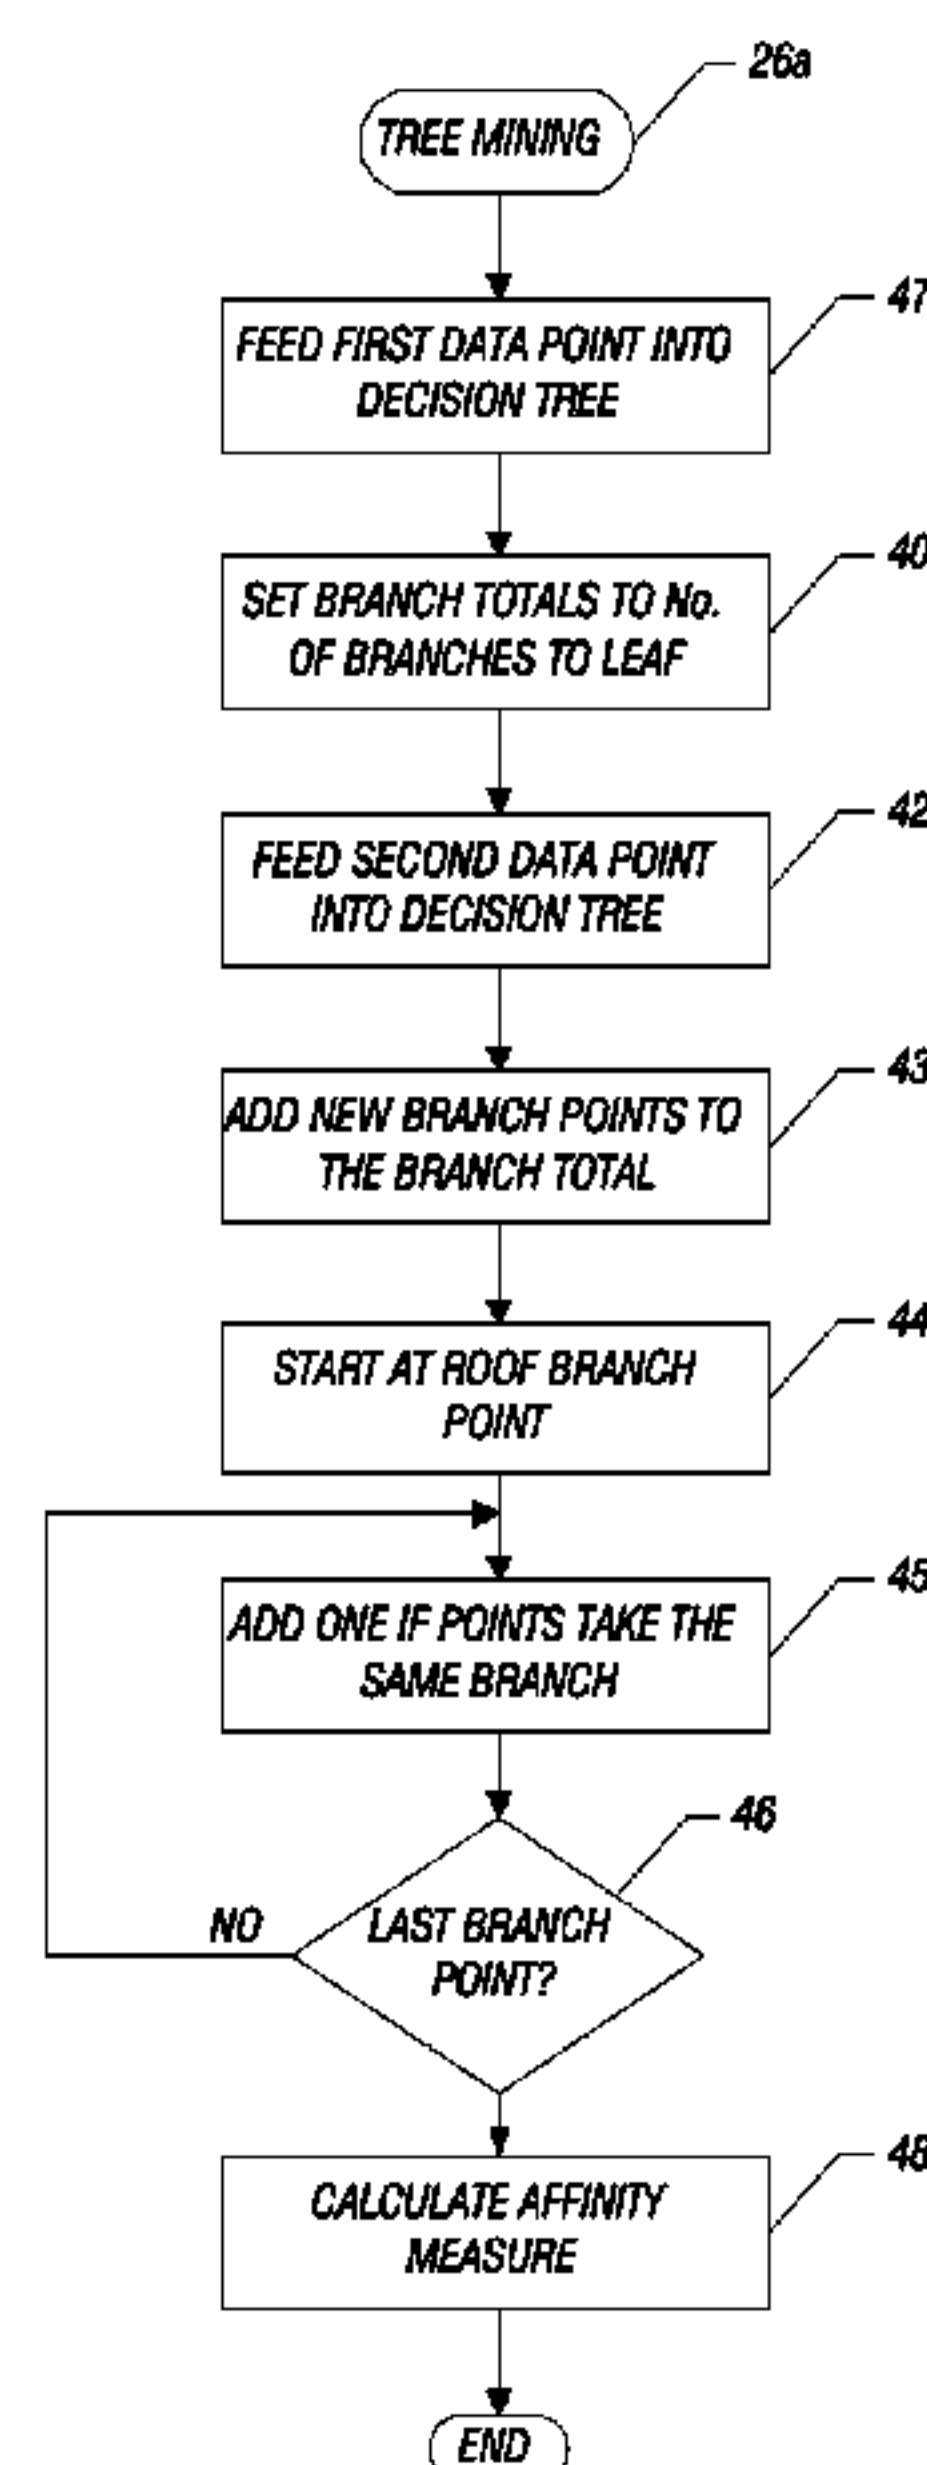 26a
TREE MINING
47
FEED FIRST DATA POINT INTO
DECISION TREE
40
SET BRANCH TOTALS TO No.
OF BRANCHES TO LEAF
42
FEED SECOND DATA POINT
INTO DECISION TREE
43
ADD NEW BRANCH POINTS TO
THE BRANCH TOTAL
44
START AT ROOF BRANCH
POINT
45
ADD ONE IF POINTS TAKE THE
SAME BRANCH
46
LAST BRANCH
POINT?
NO
48
CALCULATE AFFINITY
MEASURE
END